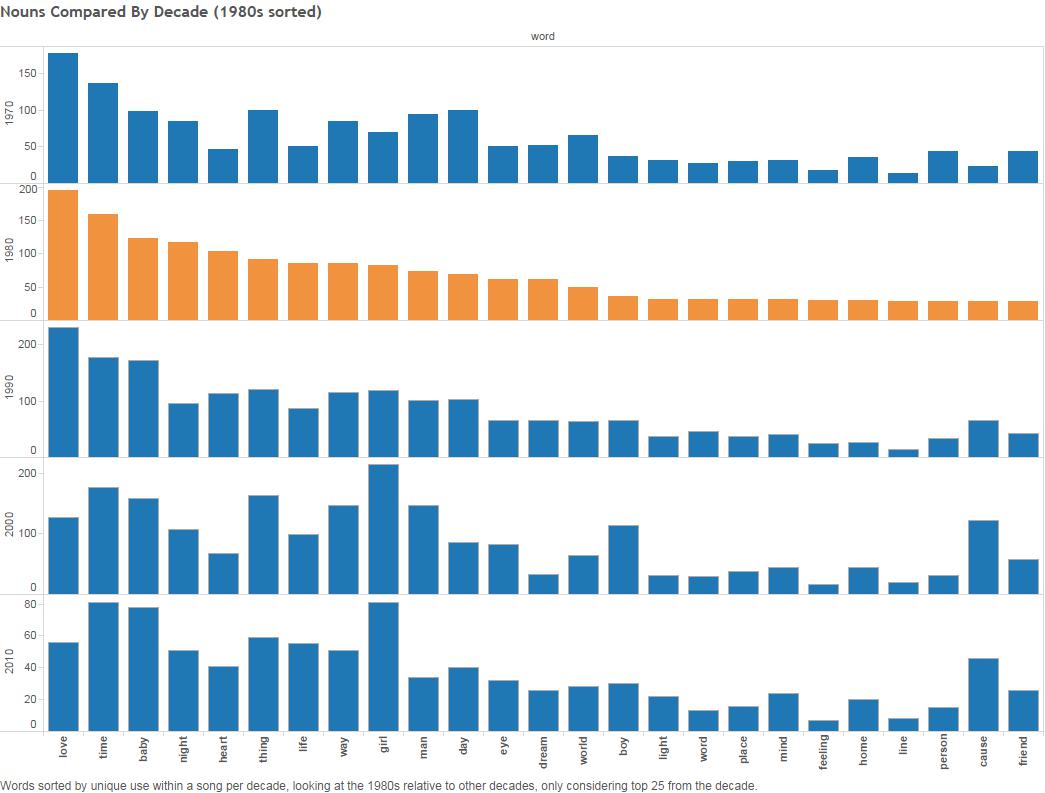 Nouns Compared By Decade (1980s sorted)
word
1970
150
100
50
0
1980
200
150
100
50
0
1990
200
100
0
2000
200
100
0
2010
80
60
40
20
0
love
time
baby
night
heart
thing
life
way
girl
man
day
eye
dream
world
boy
light
word
place
mind
feeling
home
line
person
cause
friend
Words sorted by unique use within a song per decade, looking at the 1980s relative to other decades, only considering top 25 from the decade.